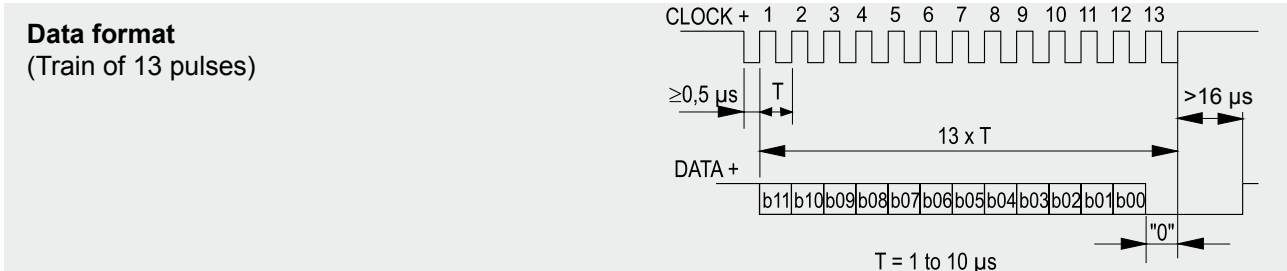 Data format
(Train of 13 pulses)
CLOCK + 1 2 3 4 5 6 7 8 9 10 11 12 13
≥0,5 µs T >16 µs
13 x T
DATA +
b11 b10 b09 b08 b07 b06 b05 b04 b03 b02 b01 b00
"0"
T = 1 to 10 µs